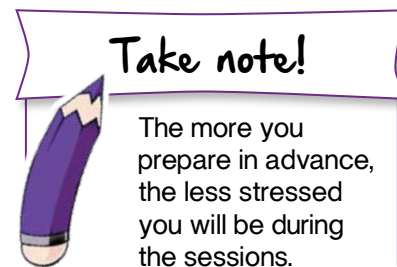 Take note!
The more you
prepare in advance,
the less stressed
you will be during
the sessions.